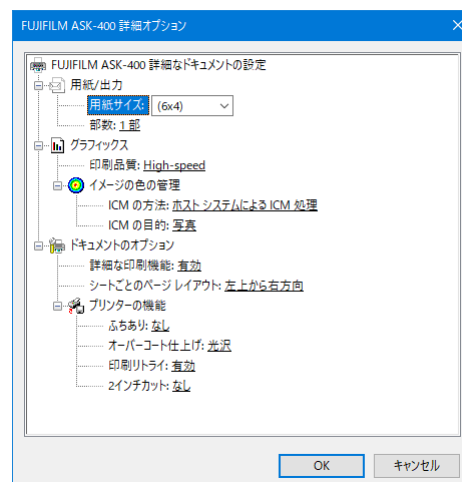 FUJIFILM ASK-400 詳細オプション
FUJIFILM ASK-400 詳細なドキュメントの設定
用紙/出力
用紙サイズ: (6x4)
部数: 1 部
グラフィックス
印刷品質: High-speed
イメージの色の管理
ICM の方法: ホスト システムによる ICM 処理
ICM の目的: 写真
ドキュメントのオプション
詳細な印刷機能: 有効
シートごとのページ レイアウト: 左上から右方向
プリンターの機能
ふちあり: なし
オーバーコート仕上げ: 光沢
印刷リトライ: 有効
2インチカット: なし
OK キャンセル